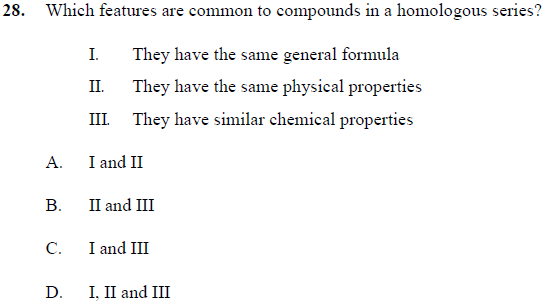 28. Which features are common to compounds in a homologous series?
I. They have the same general formula
II. They have the same physical properties
III. They have similar chemical properties
A. I and II
B. II and III
C. I and III
D. I, II and III